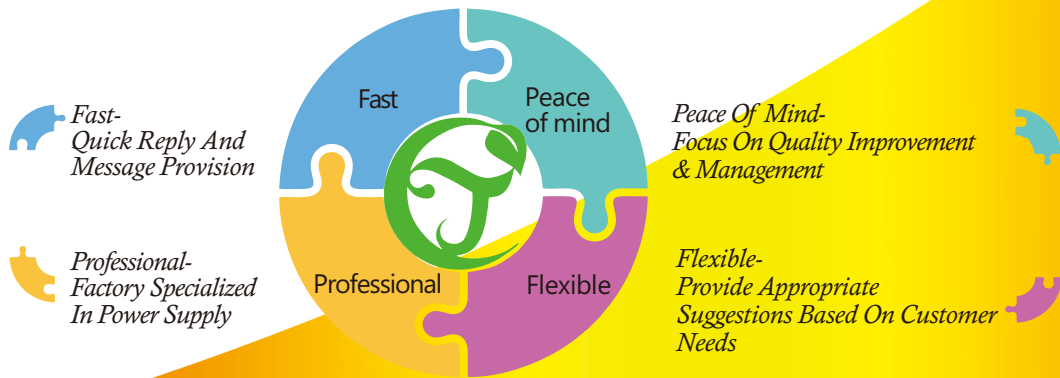 Fast
Peace
of mind
Professional
Flexible
Fast-
Quick Reply And
Message Provision
Peace Of Mind-
Focus On Quality Improvement
& Management
Professional-
Factory Specialized
In Power Supply
Flexible-
Provide Appropriate
Suggestions Based On Customer
Needs